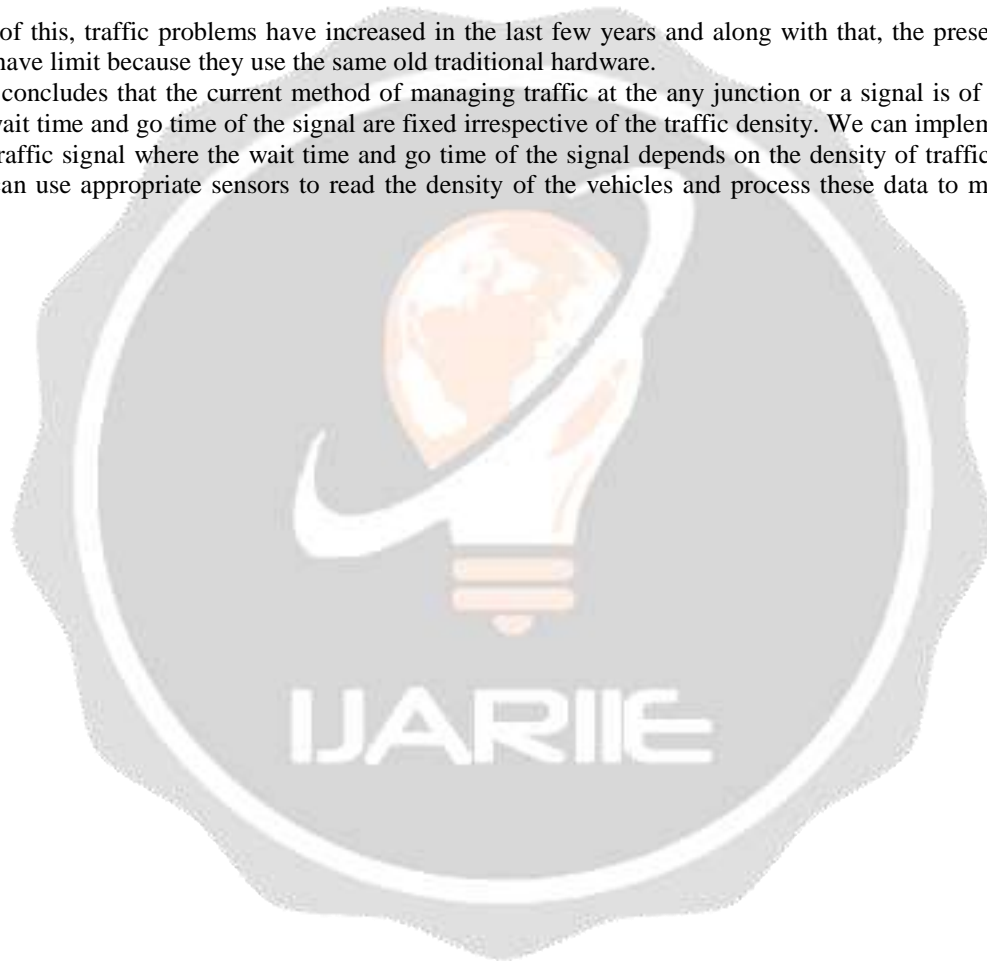 of this, traffic problems have increased in the last few years and along with that, the prese
have limit because they use the same old traditional hardware.
concludes that the current method of managing traffic at the any junction or a signal is of
wait time and go time of the signal are fixed irrespective of the traffic density. We can implem
raffic signal where the wait time and go time of the signal depends on the density of traffic
can use appropriate sensors to read the density of the vehicles and process these data to m
IJARIIE